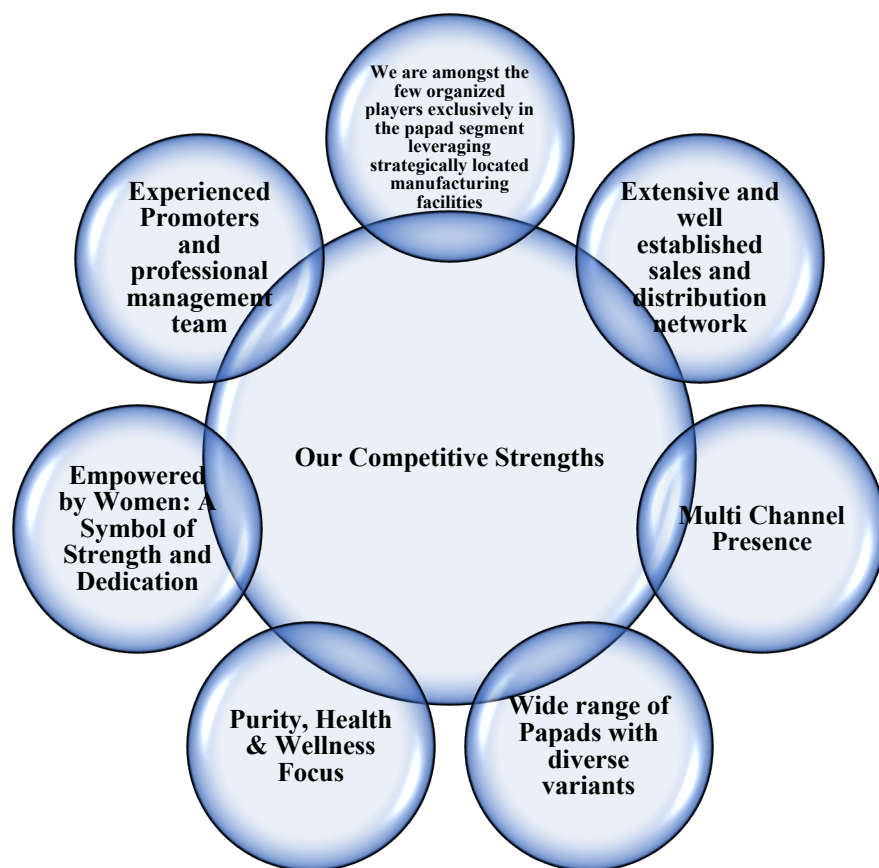 We are amongst the
few organized
players exclusively in
the papad segment
leveraging
strategically located
manufacturing
facilities
Extensive and
well
established
sales and
distribution
network
Multi Channel
Presence
Wide range of
Papads with
diverse
variants
Purity, Health
& Wellness
Focus
Empowered
by Women: A
Symbol of
Strength and
Dedication
Experienced
Promoters
and
professional
management
team
Our Competitive Strengths